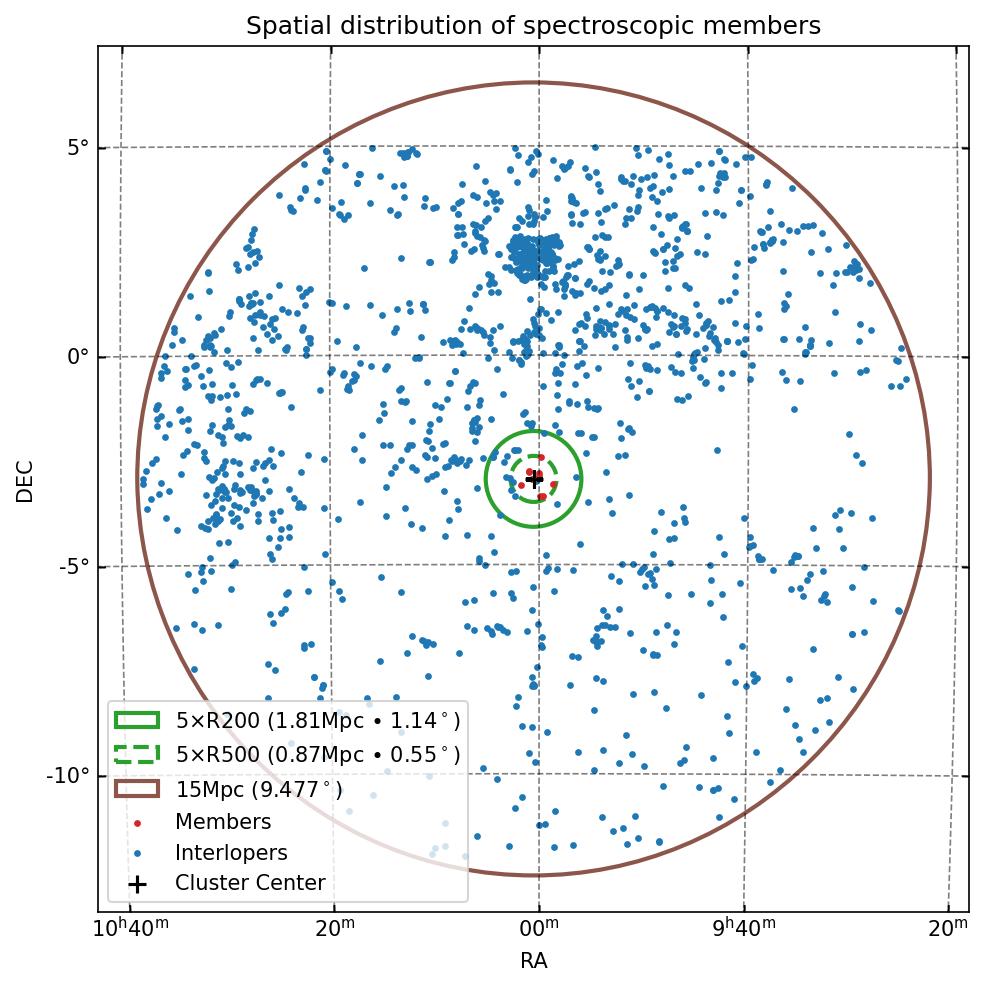 Spatial distribution of spectroscopic members
5°
0°
-5°
-10°
DEC
5×R200 (1.81Mpc • 1.14°)
5×R500 (0.87Mpc • 0.55°)
15Mpc (9.477°)
Members
Interlopers
Cluster Center
10ʰ40ᵐ 20ᵐ 00ᵐ 9ʰ40ᵐ 20ᵐ
RA